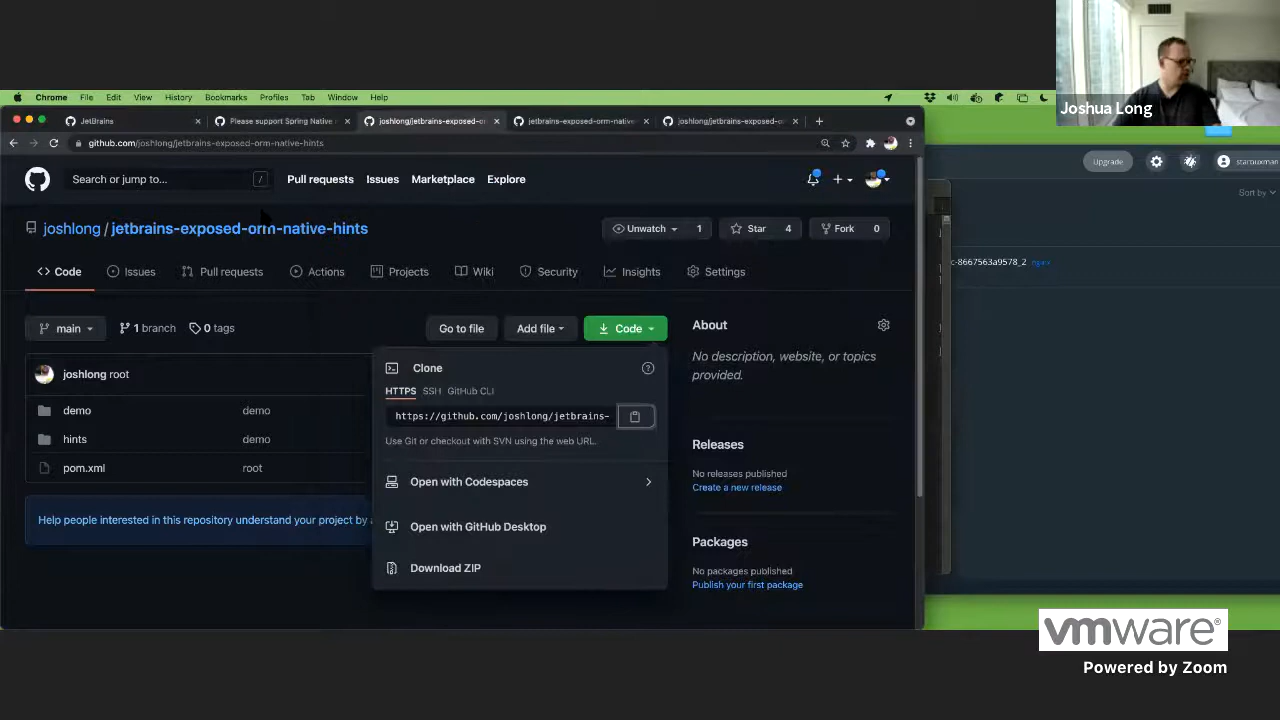 Chrome File Edit View History Bookmarks Profiles Tab Window Help
Joshua Long
JetBrains
Please support Spring Native
joshlong/jetbrains-exposed-or
jetbrains-exposed-orm-native
joshlong/jetbrains-exposed-or
github.com/joshlong/jetbrains-exposed-orm-native-hints
Search or jump to... /
Pull requests Issues Marketplace Explore
Upgrade
starbuxman
Sort by
joshlong / jetbrains-exposed-orm-native-hints
Unwatch 1 Star 4 Fork 0
c-8667563a9578_2
Code Issues Pull requests Actions Projects Wiki Security Insights Settings
main 1 branch 0 tags
Go to file Add file Code
About
No description, website, or topics
provided.
joshlong root
demo demo
hints demo
pom.xml root
Help people interested in this repository understand your project by a
Clone
HTTPS SSH GitHub CLI
https://github.com/joshlong/jetbrains-
Use Git or checkout with SVN using the web URL.
Open with Codespaces
Open with GitHub Desktop
Download ZIP
Releases
No releases published
Create a new release
Packages
No packages published
Publish your first package
vmware®
Powered by Zoom